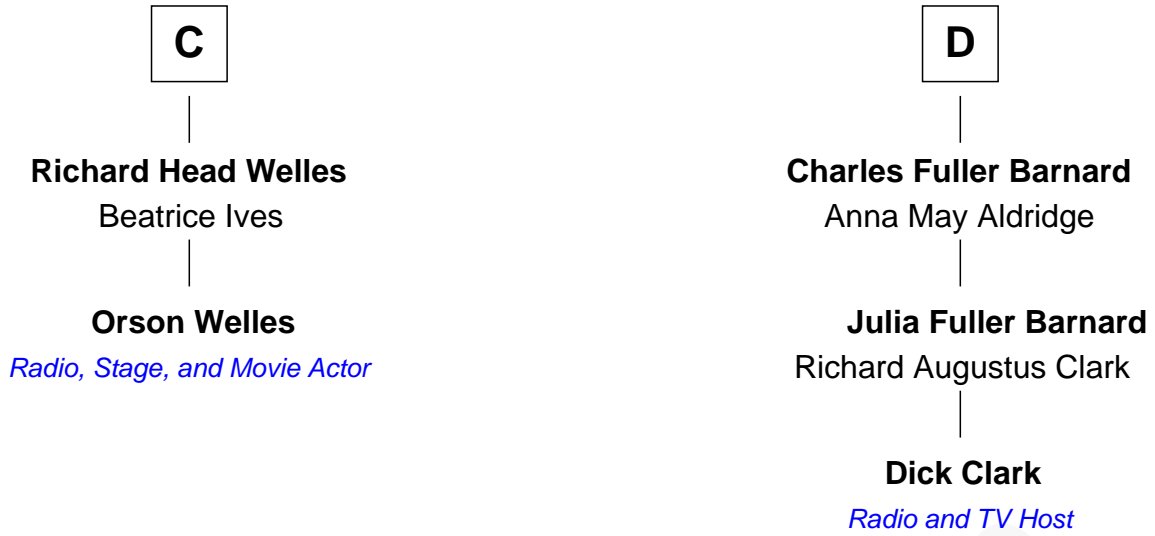 C
Richard Head Welles
Beatrice Ives
Orson Welles
Radio, Stage, and Movie Actor
D
Charles Fuller Barnard
Anna May Aldridge
Julia Fuller Barnard
Richard Augustus Clark
Dick Clark
Radio and TV Host